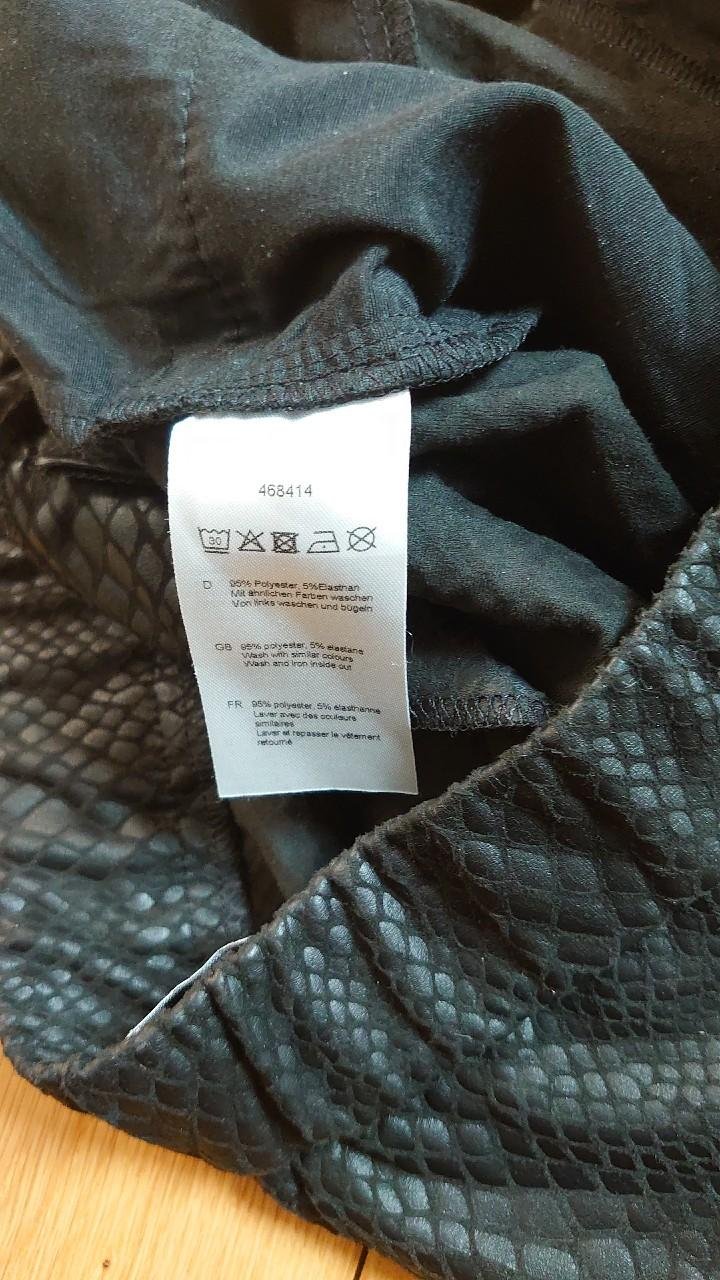 468414
30
D 95% Polyester, 5%Elasthan
Mit ähnlichen Farben waschen
Von links waschen und bügeln
GB 95% polyester, 5% elastane
Wash with similar colours
Wash and iron inside out
FR 95% polyester, 5% élasthanne
Laver avec des couleurs
similaires
Laver et repasser le vêtement
retourné